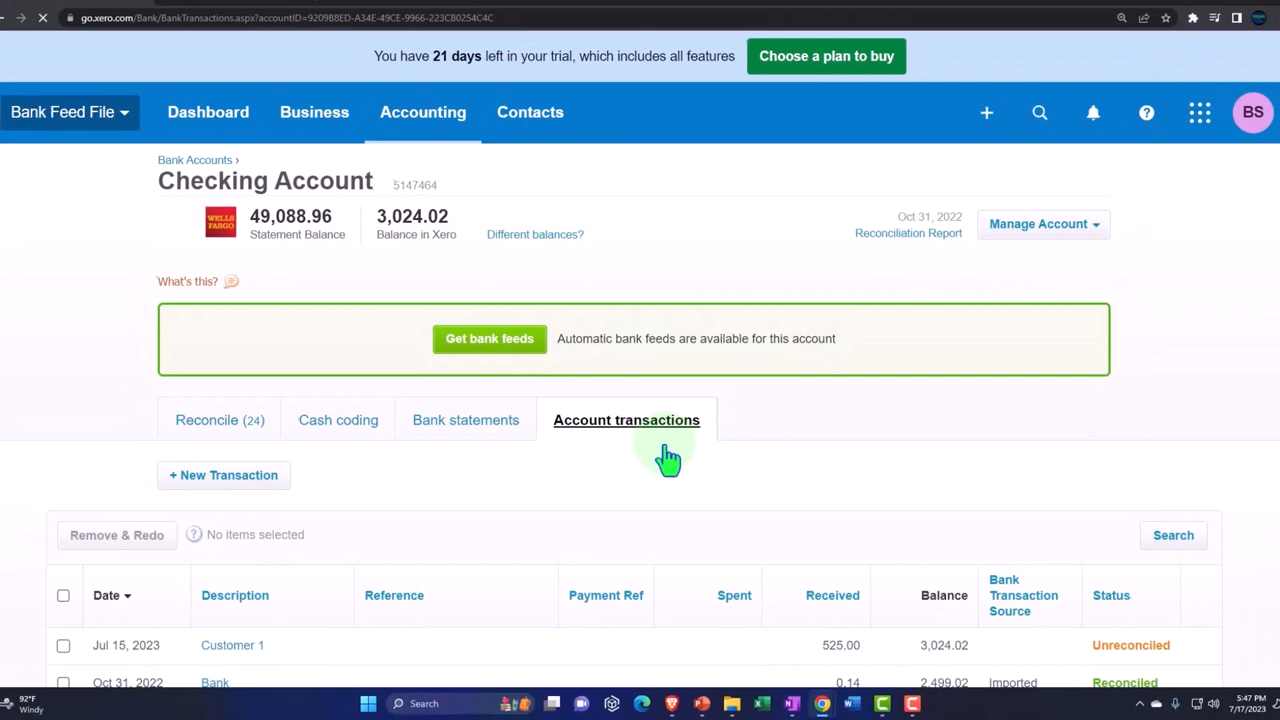 go.xero.com/Bank/BankTransactions.aspx?accountID=9209B8ED-A34E-49CE-9966-223CB0254C4C
You have 21 days left in your trial, which includes all features
Choose a plan to buy
Bank Feed File
Dashboard
Business
Accounting
Contacts
BS
Bank Accounts ›
Checking Account 5147464
WELLS FARGO
49,088.96
Statement Balance
3,024.02
Balance in Xero
Different balances?
Oct 31, 2022
Reconciliation Report
Manage Account
What's this?
Get bank feeds
Automatic bank feeds are available for this account
Reconcile (24)
Cash coding
Bank statements
Account transactions
+ New Transaction
Remove & Redo
? No items selected
Search
Date
Description
Reference
Payment Ref
Spent
Received
Balance
Bank
Transaction
Source
Status
Jul 15, 2023 Customer 1 525.00 3,024.02 Unreconciled
Oct 31, 2022 Bank 0.14 2,499.02 Imported Reconciled
92°F
Windy
Search
5:47 PM
7/17/2023